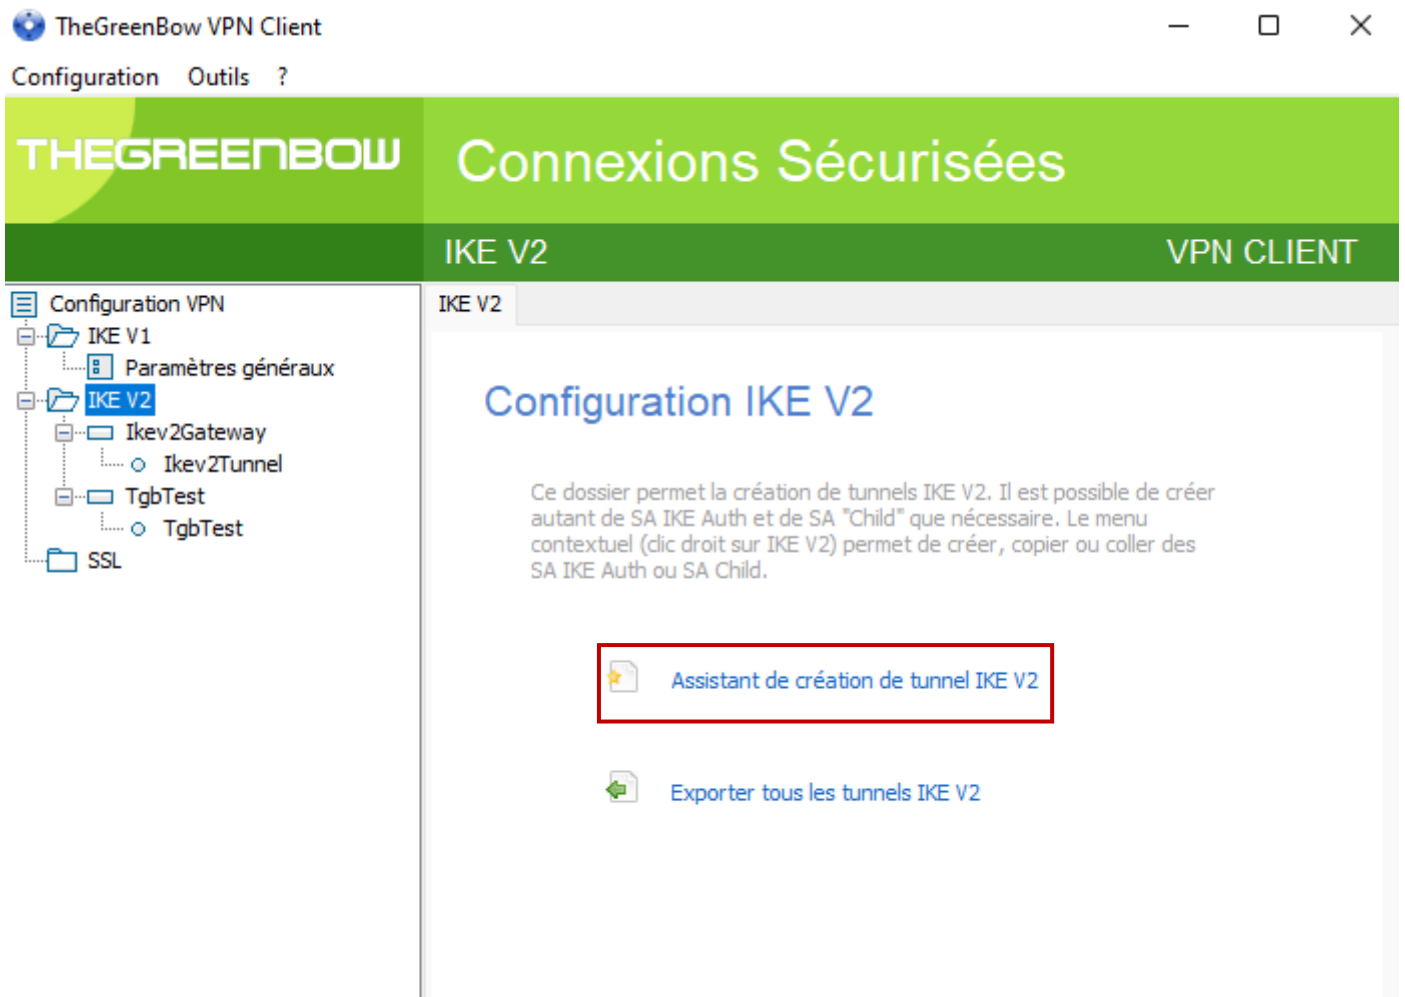 TheGreenBow VPN Client
Configuration Outils ?
THEGREENBOW
Connexions Sécurisées
IKE V2
VPN CLIENT
Configuration VPN
IKE V1
Paramètres généraux
IKE V2
Ikev2Gateway
Ikev2Tunnel
TgbTest
TgbTest
SSL
IKE V2
Configuration IKE V2
Ce dossier permet la création de tunnels IKE V2. Il est possible de créer
autant de SA IKE Auth et de SA "Child" que nécessaire. Le menu
contextuel (clic droit sur IKE V2) permet de créer, copier ou coller des
SA IKE Auth ou SA Child.
Assistant de création de tunnel IKE V2
Exporter tous les tunnels IKE V2